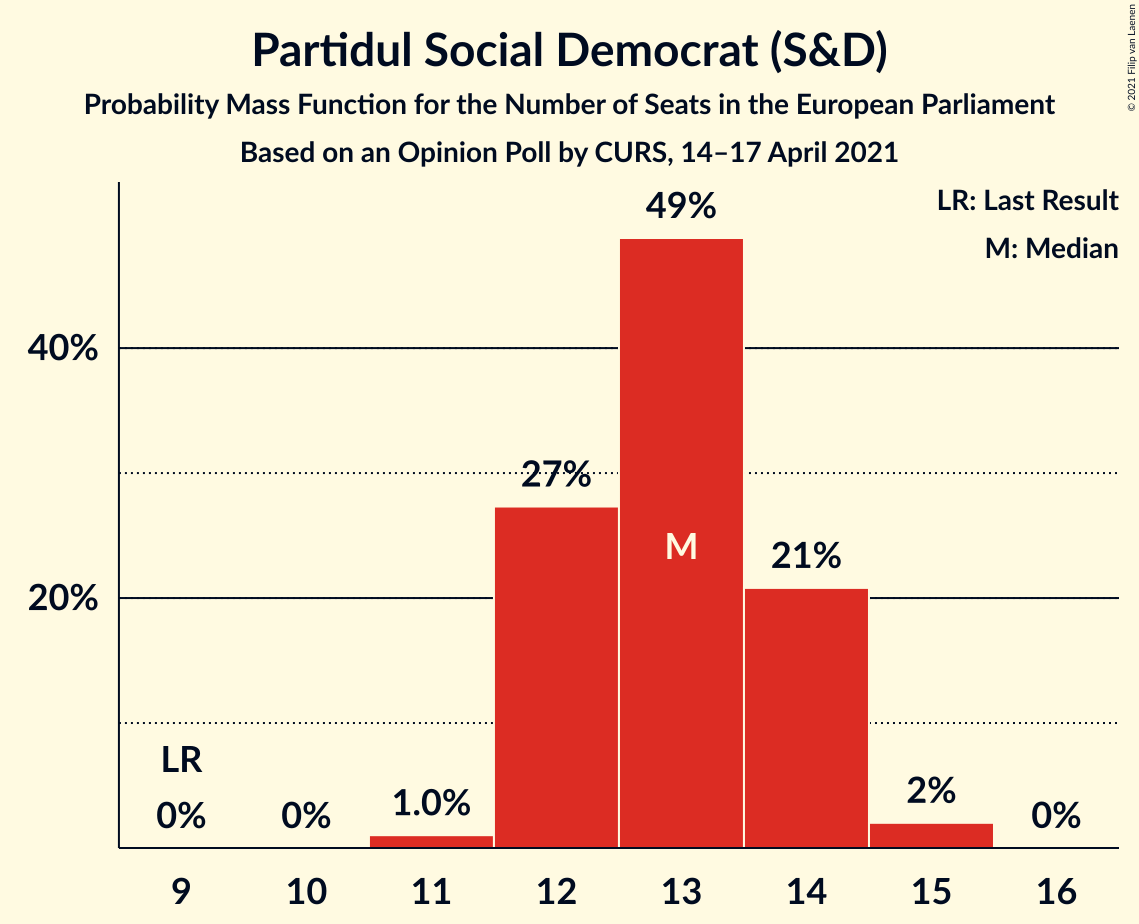 Partidul Social Democrat (S&D)
Probability Mass Function for the Number of Seats in the European Parliament
Based on an Opinion Poll by CURS, 14–17 April 2021
© 2021 Filip van Laenen
LR: Last Result
M: Median
49%
40%
27%
M
21%
20%
LR
0%
0%
1.0%
2%
0%
9 10 11 12 13 14 15 16